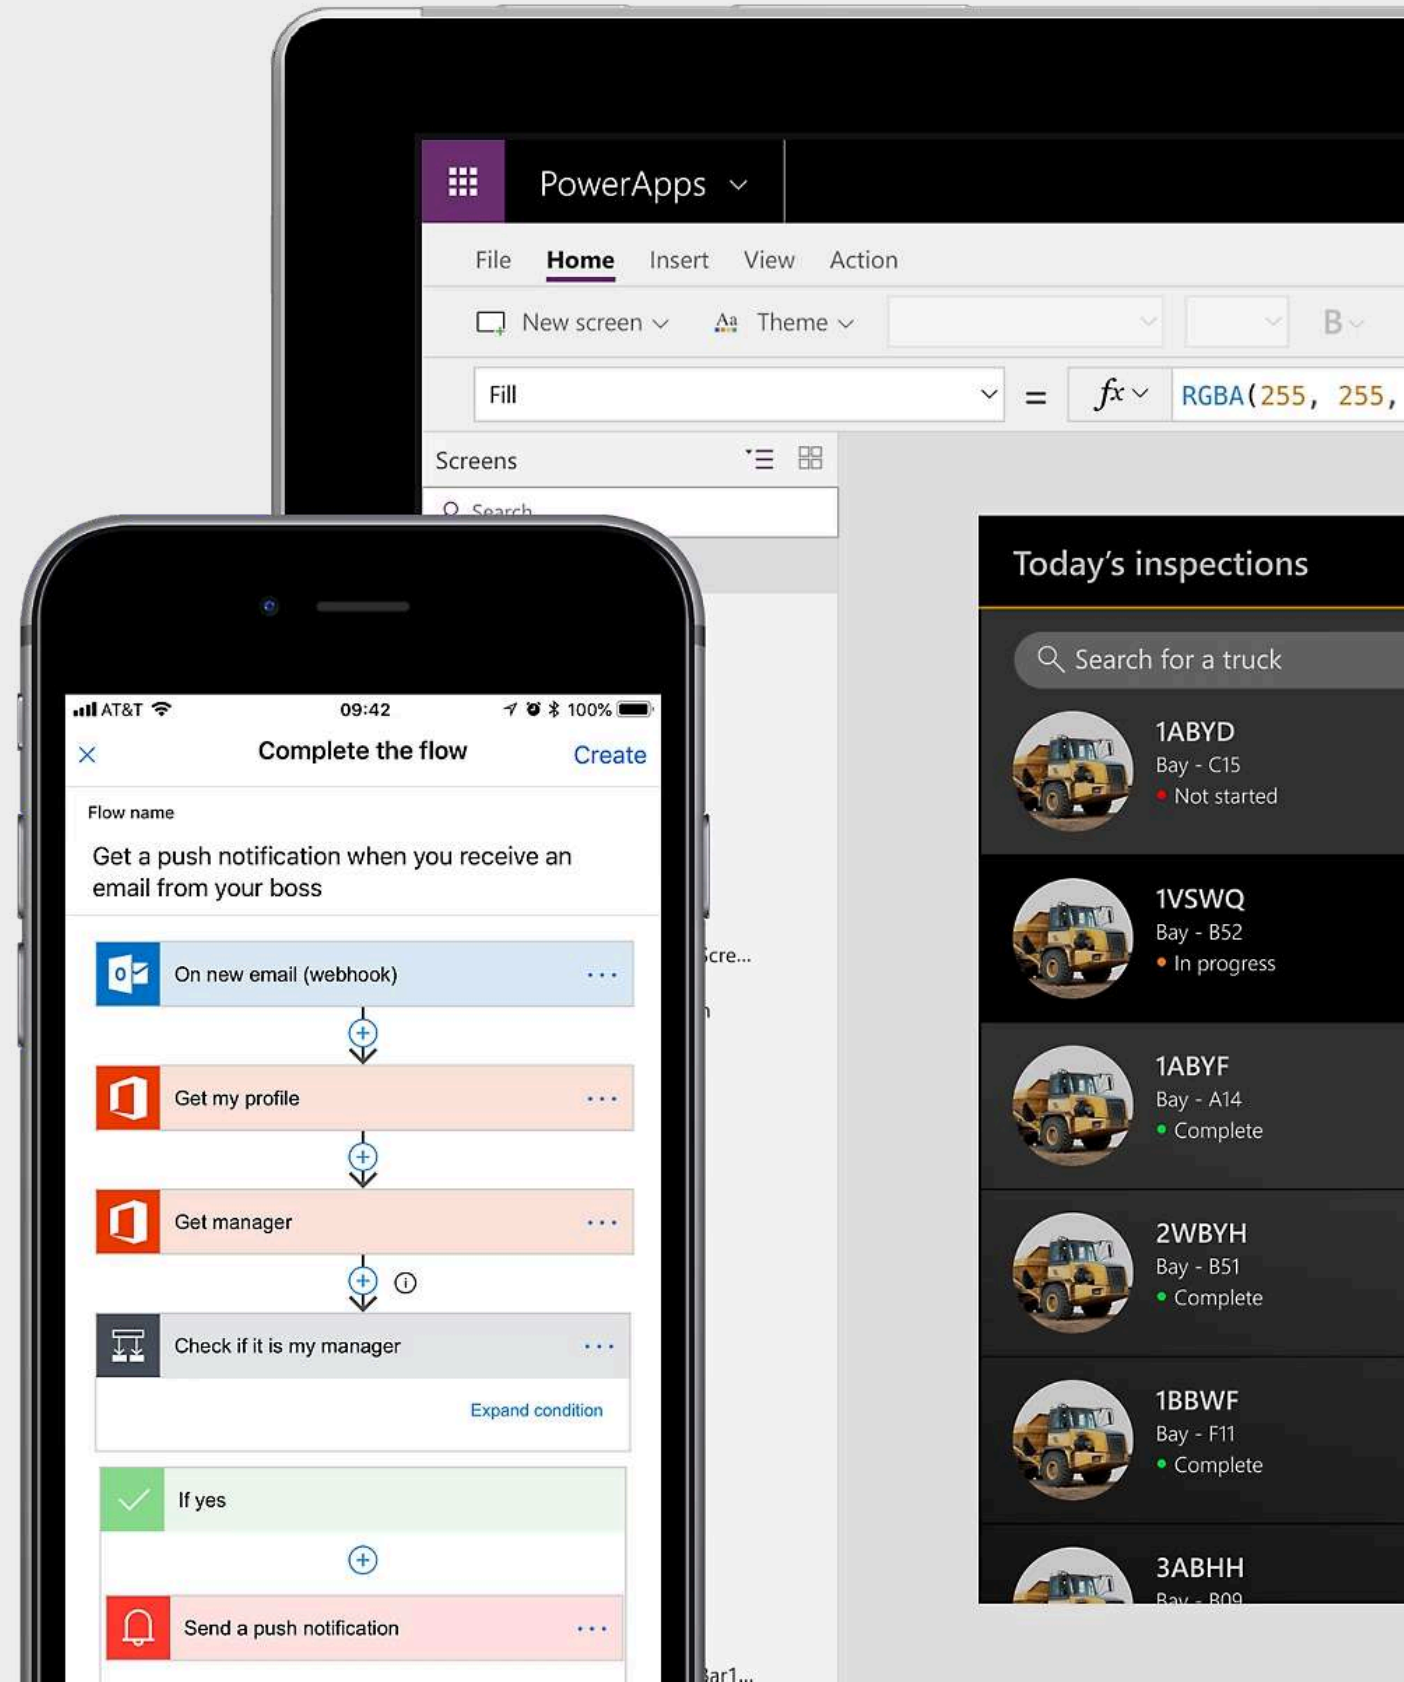 PowerApps
File Home Insert View Action
New screen Aa Theme B
Fill = fx RGBA(255, 255,
Screens
Search
Today's inspections
Search for a truck
1ABYD
Bay - C15
Not started
1VSWQ
Bay - B52
In progress
1ABYF
Bay - A14
Complete
2WBYH
Bay - B51
Complete
1BBWF
Bay - F11
Complete
3ABHH
Bay - B09
AT&T 09:42 100%
Complete the flow Create
Flow name
Get a push notification when you receive an
email from your boss
On new email (webhook)
Get my profile
Get manager
Check if it is my manager
Expand condition
If yes
Send a push notification